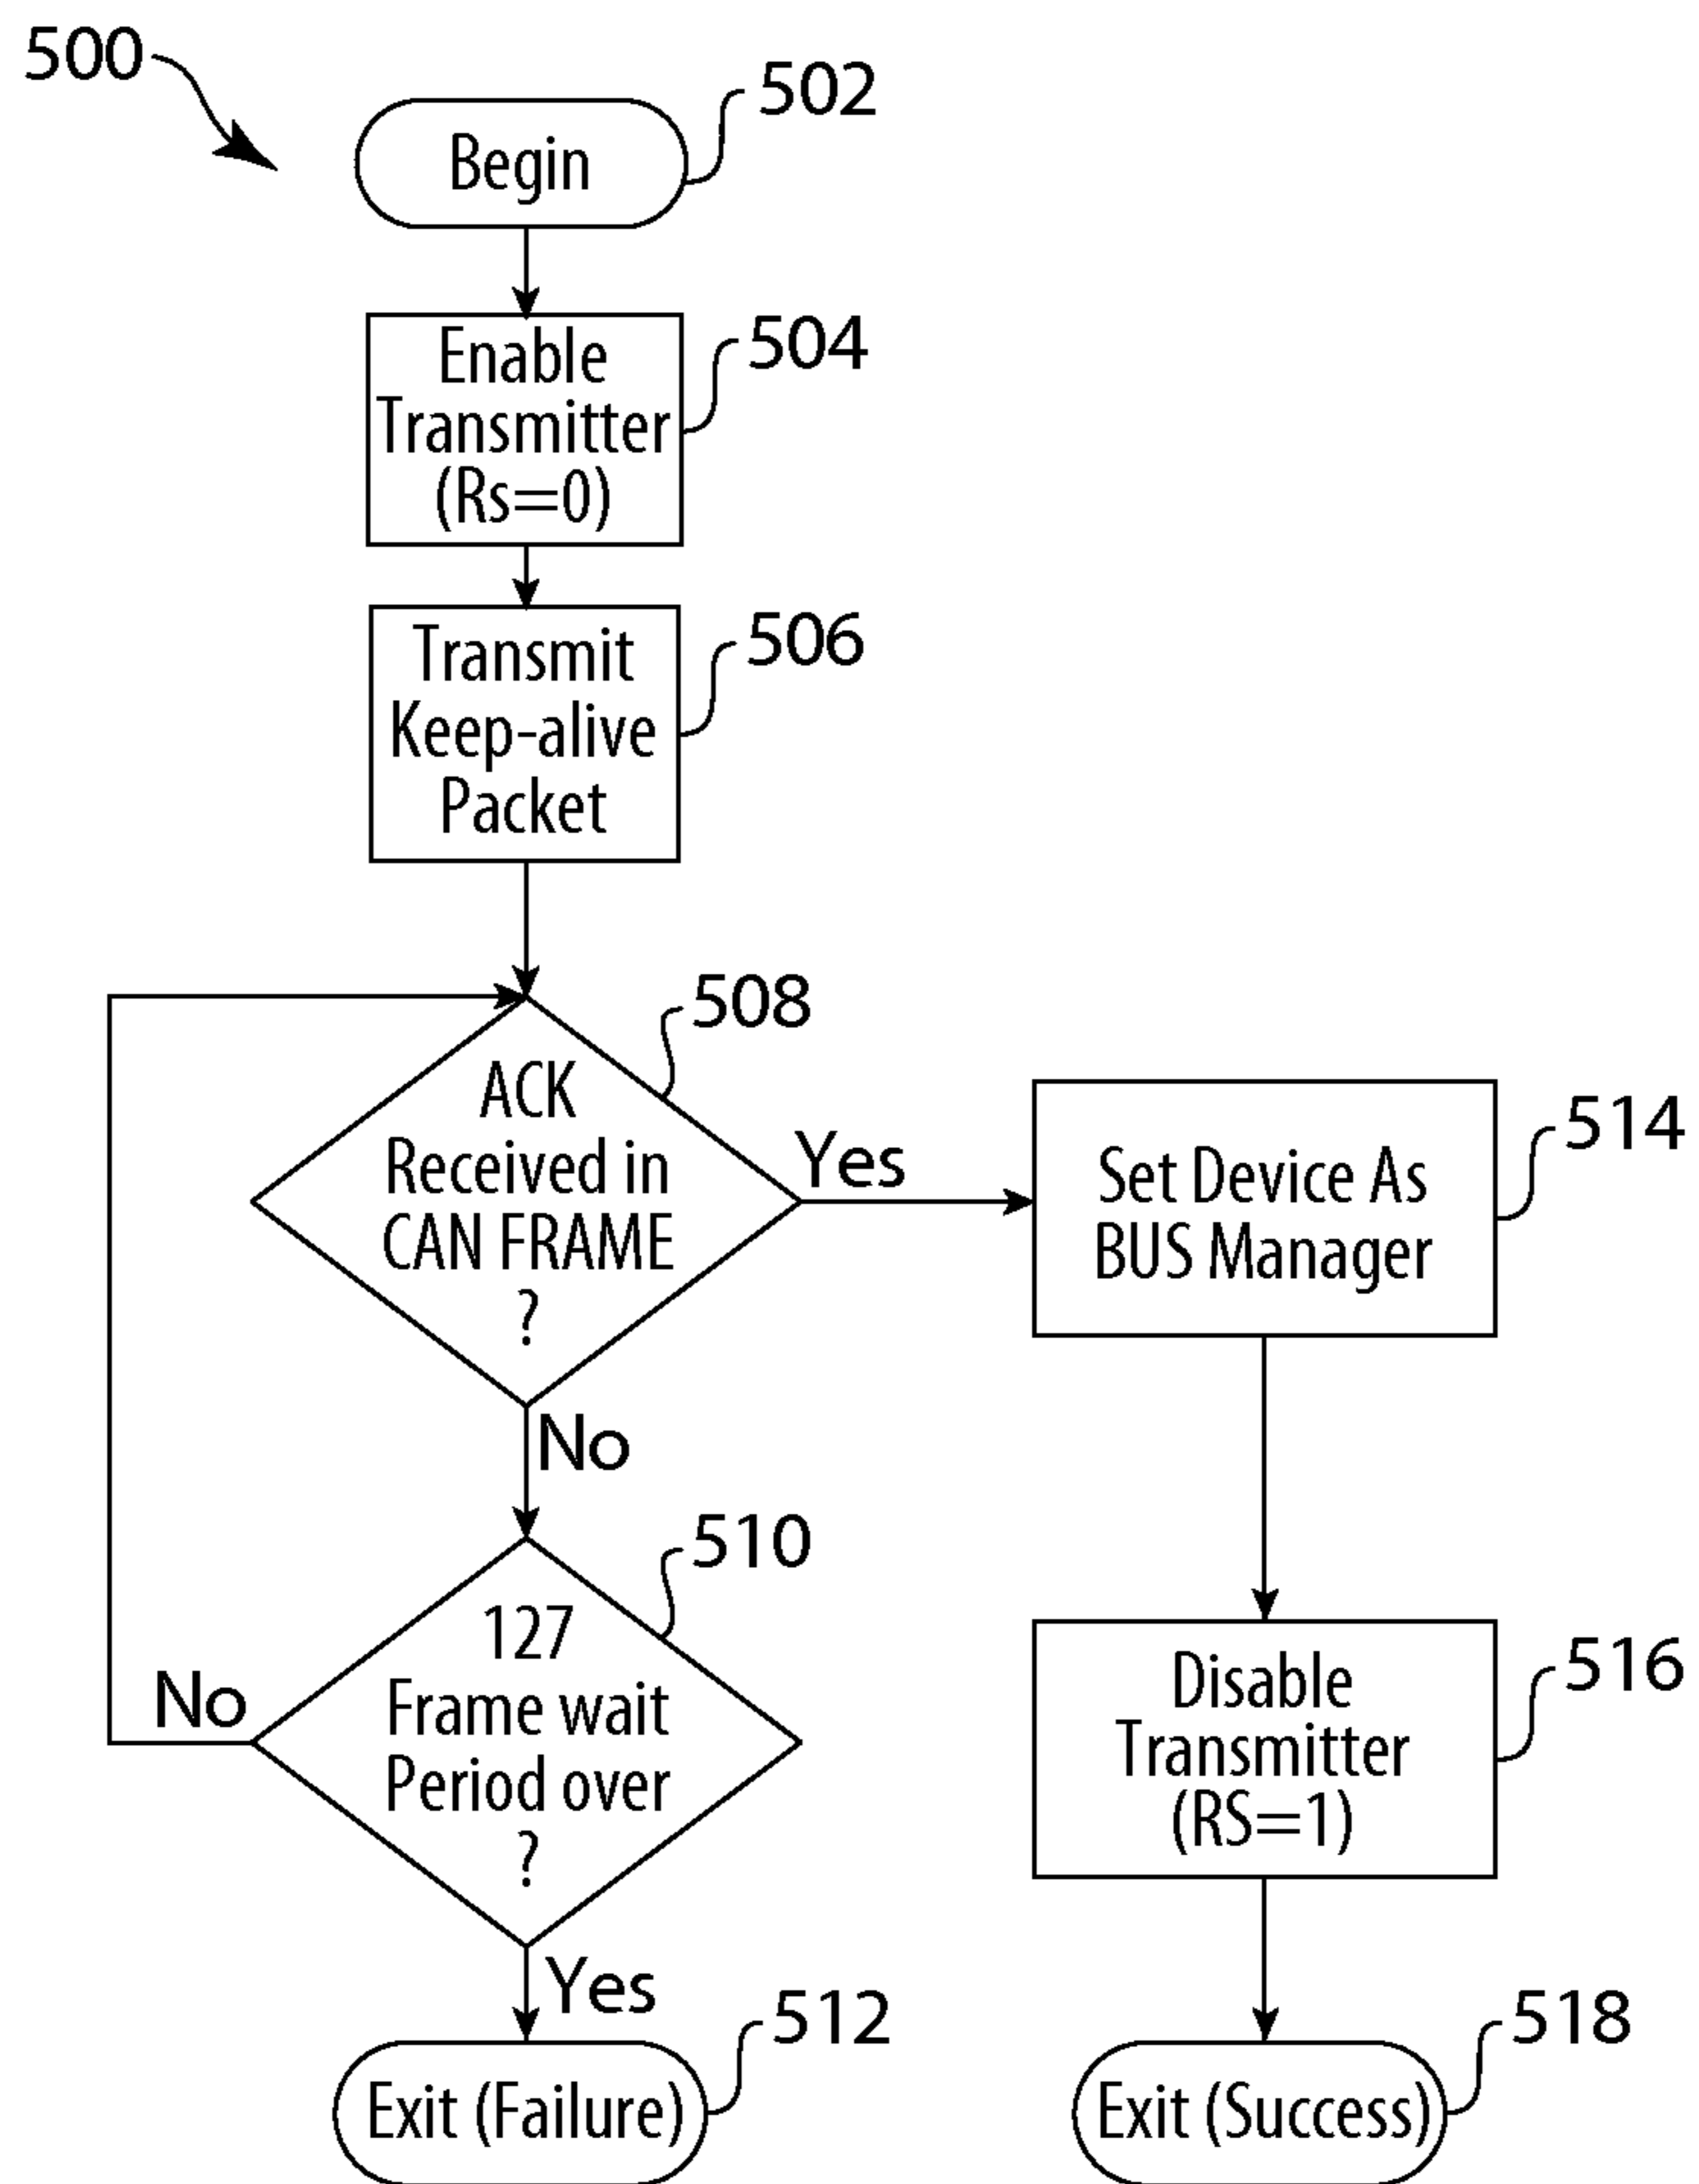 500
502
Begin
504
Enable
Transmitter
(Rs=0)
506
Transmit
Keep-alive
Packet
508
ACK
Received in
CAN FRAME
?
Yes
514
Set Device As
BUS Manager
No
510
127
Frame wait
Period over
?
No
516
Disable
Transmitter
(RS=1)
Yes
512
Exit (Failure)
518
Exit (Success)